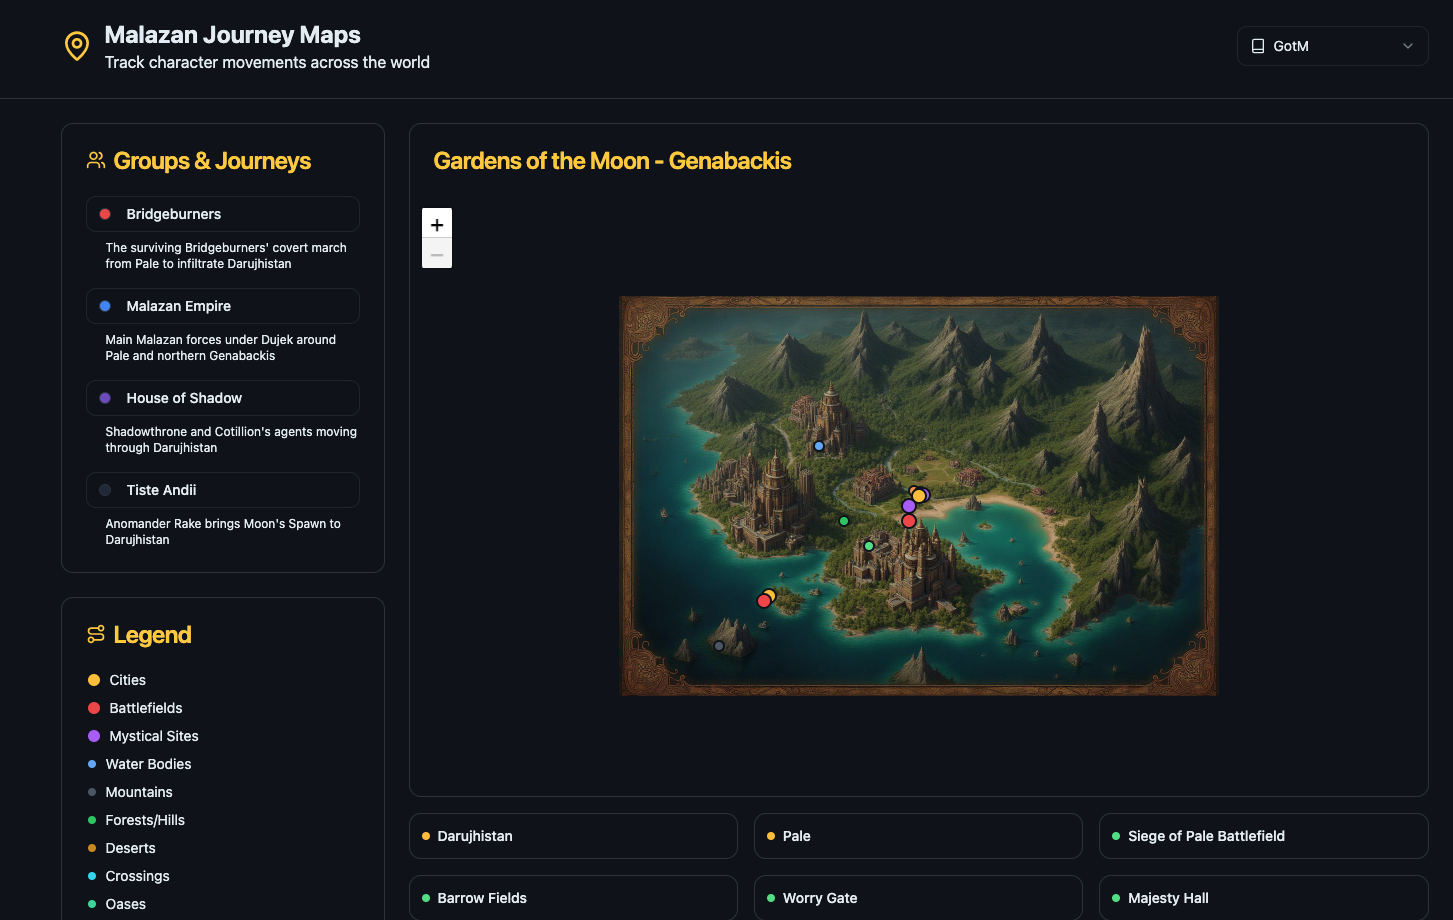 Malazan Journey Maps
Track character movements across the world
GotM
Groups & Journeys
Bridgeburners
The surviving Bridgeburners' covert march
from Pale to infiltrate Darujhistan
Malazan Empire
Main Malazan forces under Dujek around
Pale and northern Genabackis
House of Shadow
Shadowthrone and Cotillion's agents moving
through Darujhistan
Tiste Andii
Anomander Rake brings Moon's Spawn to
Darujhistan
Legend
Cities
Battlefields
Mystical Sites
Water Bodies
Mountains
Forests/Hills
Deserts
Crossings
Oases
Gardens of the Moon - Genabackis
+
−
Darujhistan
Pale
Siege of Pale Battlefield
Barrow Fields
Worry Gate
Majesty Hall